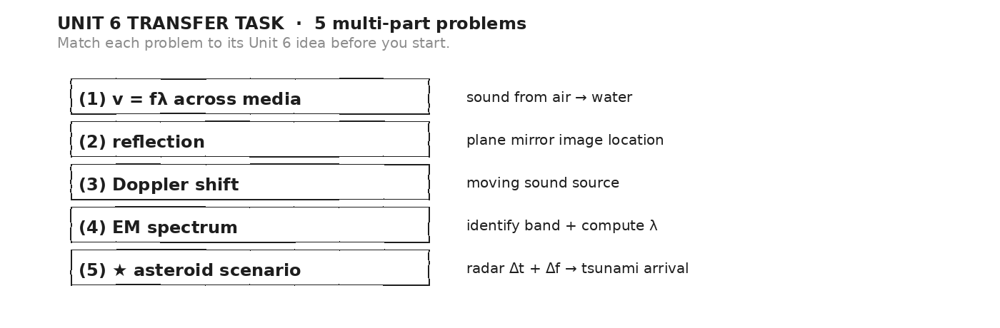 UNIT 6 TRANSFER TASK · 5 multi-part problems
Match each problem to its Unit 6 idea before you start.
(1) v = fλ across media
sound from air → water
(2) reflection
plane mirror image location
(3) Doppler shift
moving sound source
(4) EM spectrum
identify band + compute λ
(5) ★ asteroid scenario
radar Δt + Δf → tsunami arrival